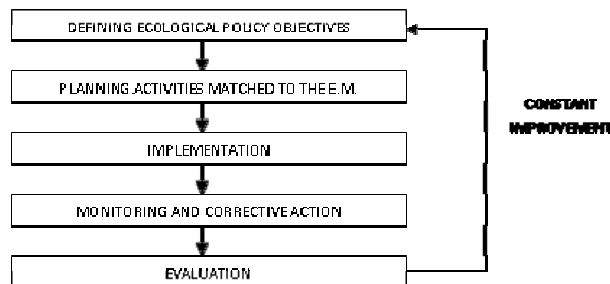 DEFINING ECOLOGICAL POLICY OBJECTIVES
PLANNING ACTIVITIES MATCHED TO THE E.M.
IMPLEMENTATION
MONITORING AND CORRECTIVE ACTION
EVALUATION
CONSTANT
IMPROVEMENT